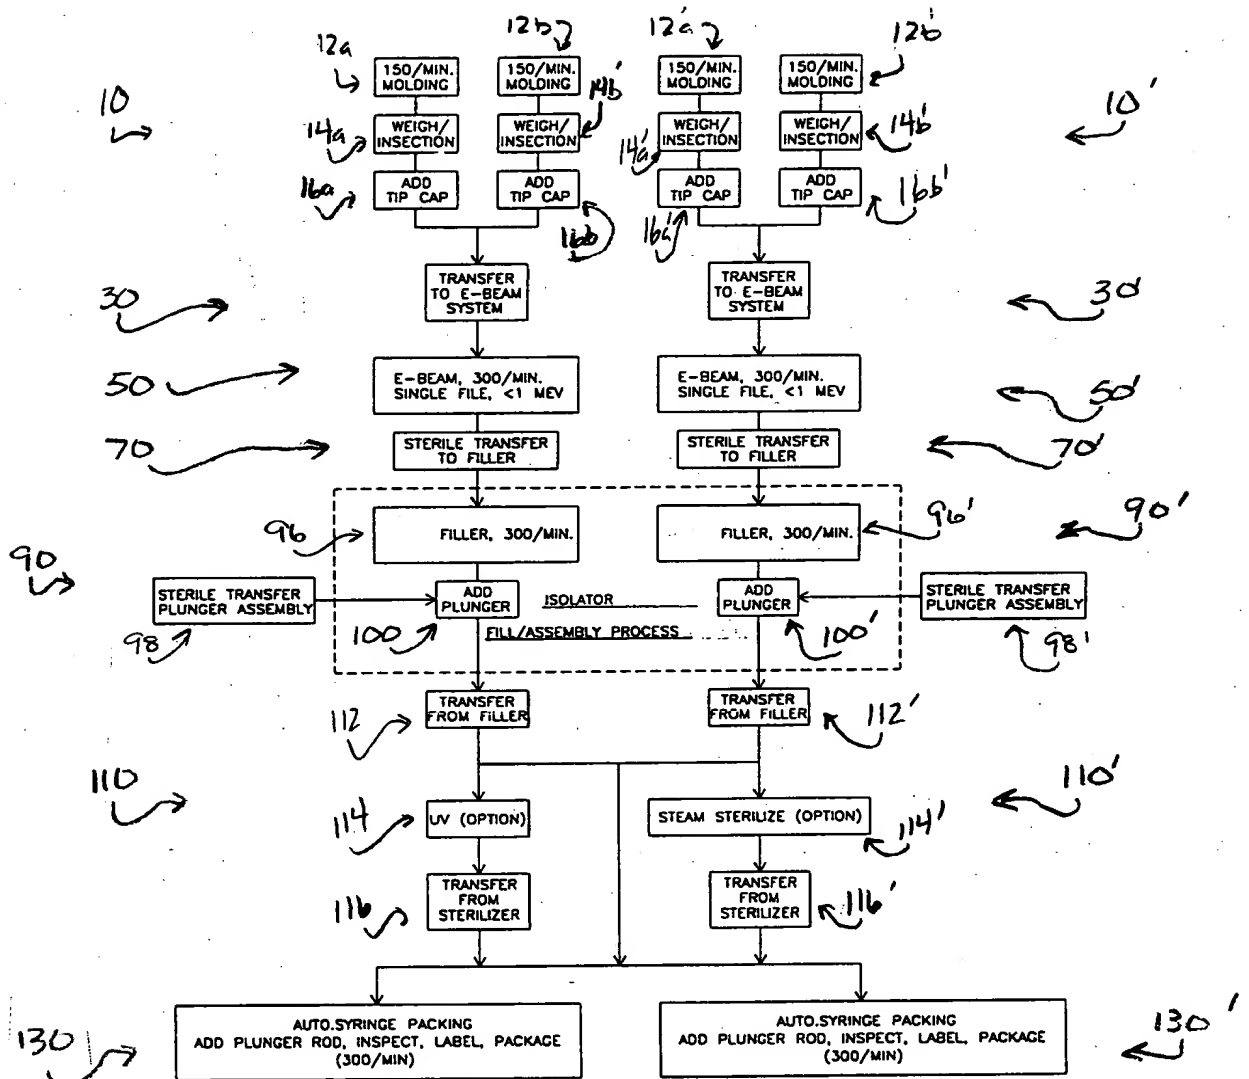 12b 12'a
12a 12b'
150/MIN. MOLDING
150/MIN. MOLDING
150/MIN. MOLDING
150/MIN. MOLDING
10 14b' 10'
14a WEIGH/ INSECTION
WEIGH/ INSECTION
14a' WEIGH/ INSECTION
WEIGH/ INSECTION 14b'
16a ADD TIP CAP
ADD TIP CAP 16b
16a' ADD TIP CAP
ADD TIP CAP 16b'
30 TRANSFER TO E-BEAM SYSTEM
TRANSFER TO E-BEAM SYSTEM 30'
50 E-BEAM, 300/MIN.
SINGLE FILE, <1 MEV
E-BEAM, 300/MIN.
SINGLE FILE, <1 MEV 50'
70 STERILE TRANSFER TO FILLER
STERILE TRANSFER TO FILLER 70'
96 FILLER, 300/MIN.
FILLER, 300/MIN. 96'
90 90'
STERILE TRANSFER PLUNGER ASSEMBLY 98
ADD PLUNGER 100
ISOLATOR
FILL/ASSEMBLY PROCESS
ADD PLUNGER 100'
STERILE TRANSFER PLUNGER ASSEMBLY 98'
112 TRANSFER FROM FILLER
TRANSFER FROM FILLER 112'
110 110'
114 UV (OPTION)
STEAM STERILIZE (OPTION) 114'
116 TRANSFER FROM STERILIZER
TRANSFER FROM STERILIZER 116'
130 AUTO.SYRINGE PACKING
ADD PLUNGER ROD, INSPECT, LABEL, PACKAGE
(300/MIN)
AUTO.SYRINGE PACKING
ADD PLUNGER ROD, INSPECT, LABEL, PACKAGE
(300/MIN) 130'